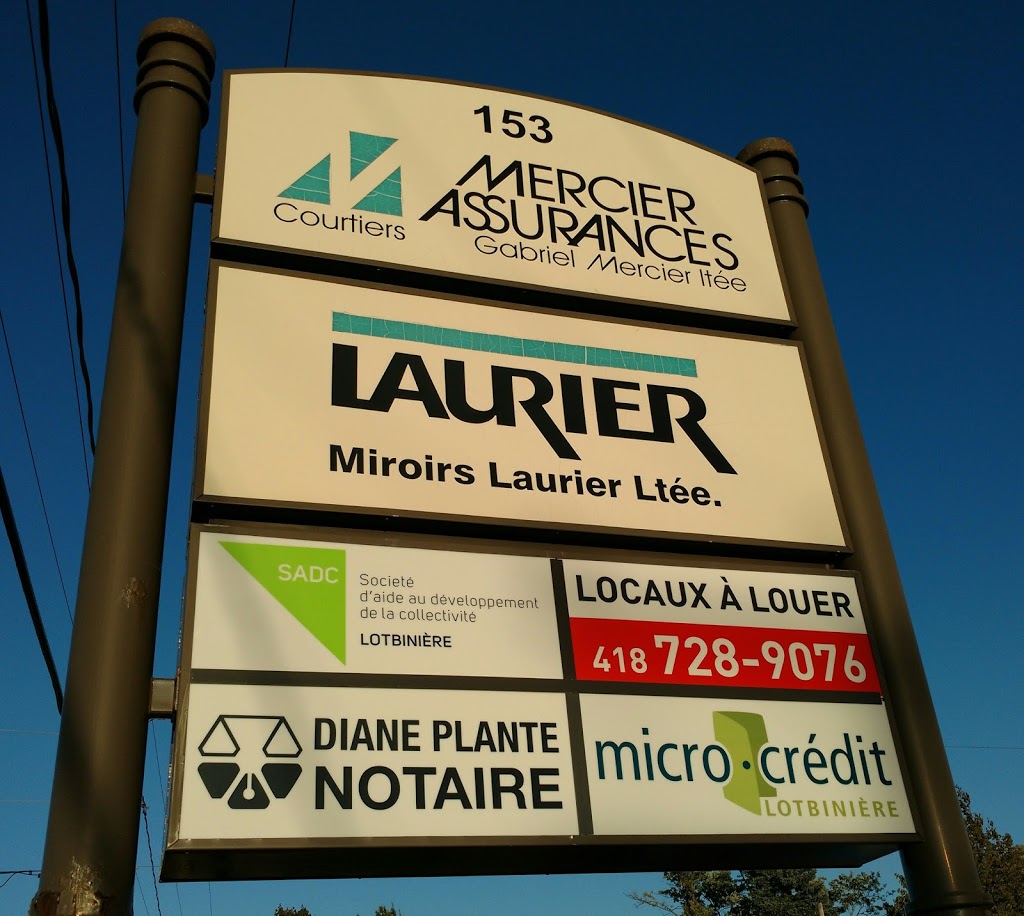 153
Courtiers
MERCIER
ASSURANCES
Gabriel Mercier ltée
LAURIER
Miroirs Laurier Ltée.
SADC
Societé
d'aide au développement
de la collectivité
LOTBINIÈRE
LOCAUX À LOUER
418 728-9076
DIANE PLANTE
NOTAIRE
micro·crédit
LOTBINIÈRE